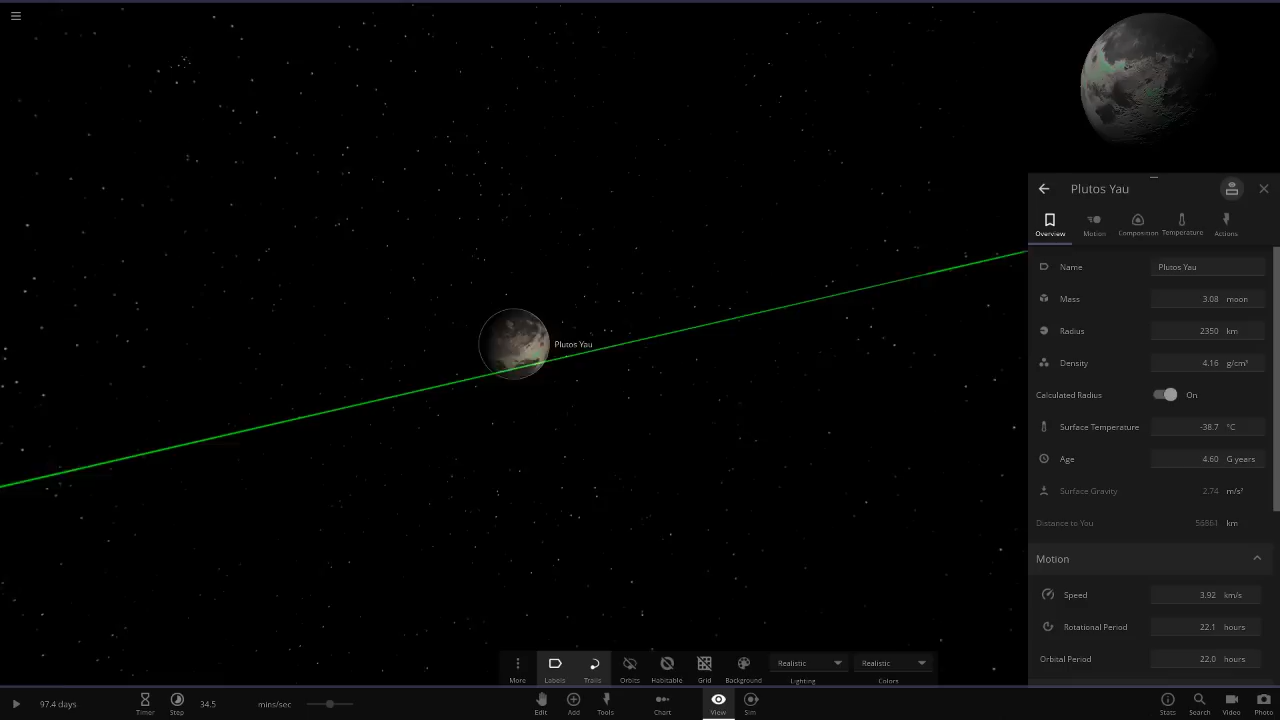 Plutos Yau
Overview
Motion
Composition
Temperature
Actions
Name Plutos Yau
Mass 3.08 moon
Radius 2350 km
Density 4.16 g/cm³
Calculated Radius On
Surface Temperature -38.7 °C
Age 4.60 G years
Surface Gravity 2.74 m/s²
Distance to You 56861 km
Motion
Speed 3.92 km/s
Rotational Period 22.1 hours
Orbital Period 22.0 hours
Plutos Yau
More
Labels
Trails
Orbits
Habitable
Grid
Background
Realistic
Lighting
Realistic
Colors
97.4 days
Timer
Step
34.5 mins/sec
Edit
Add
Tools
Chart
View
Sim
Stats
Search
Video
Photo